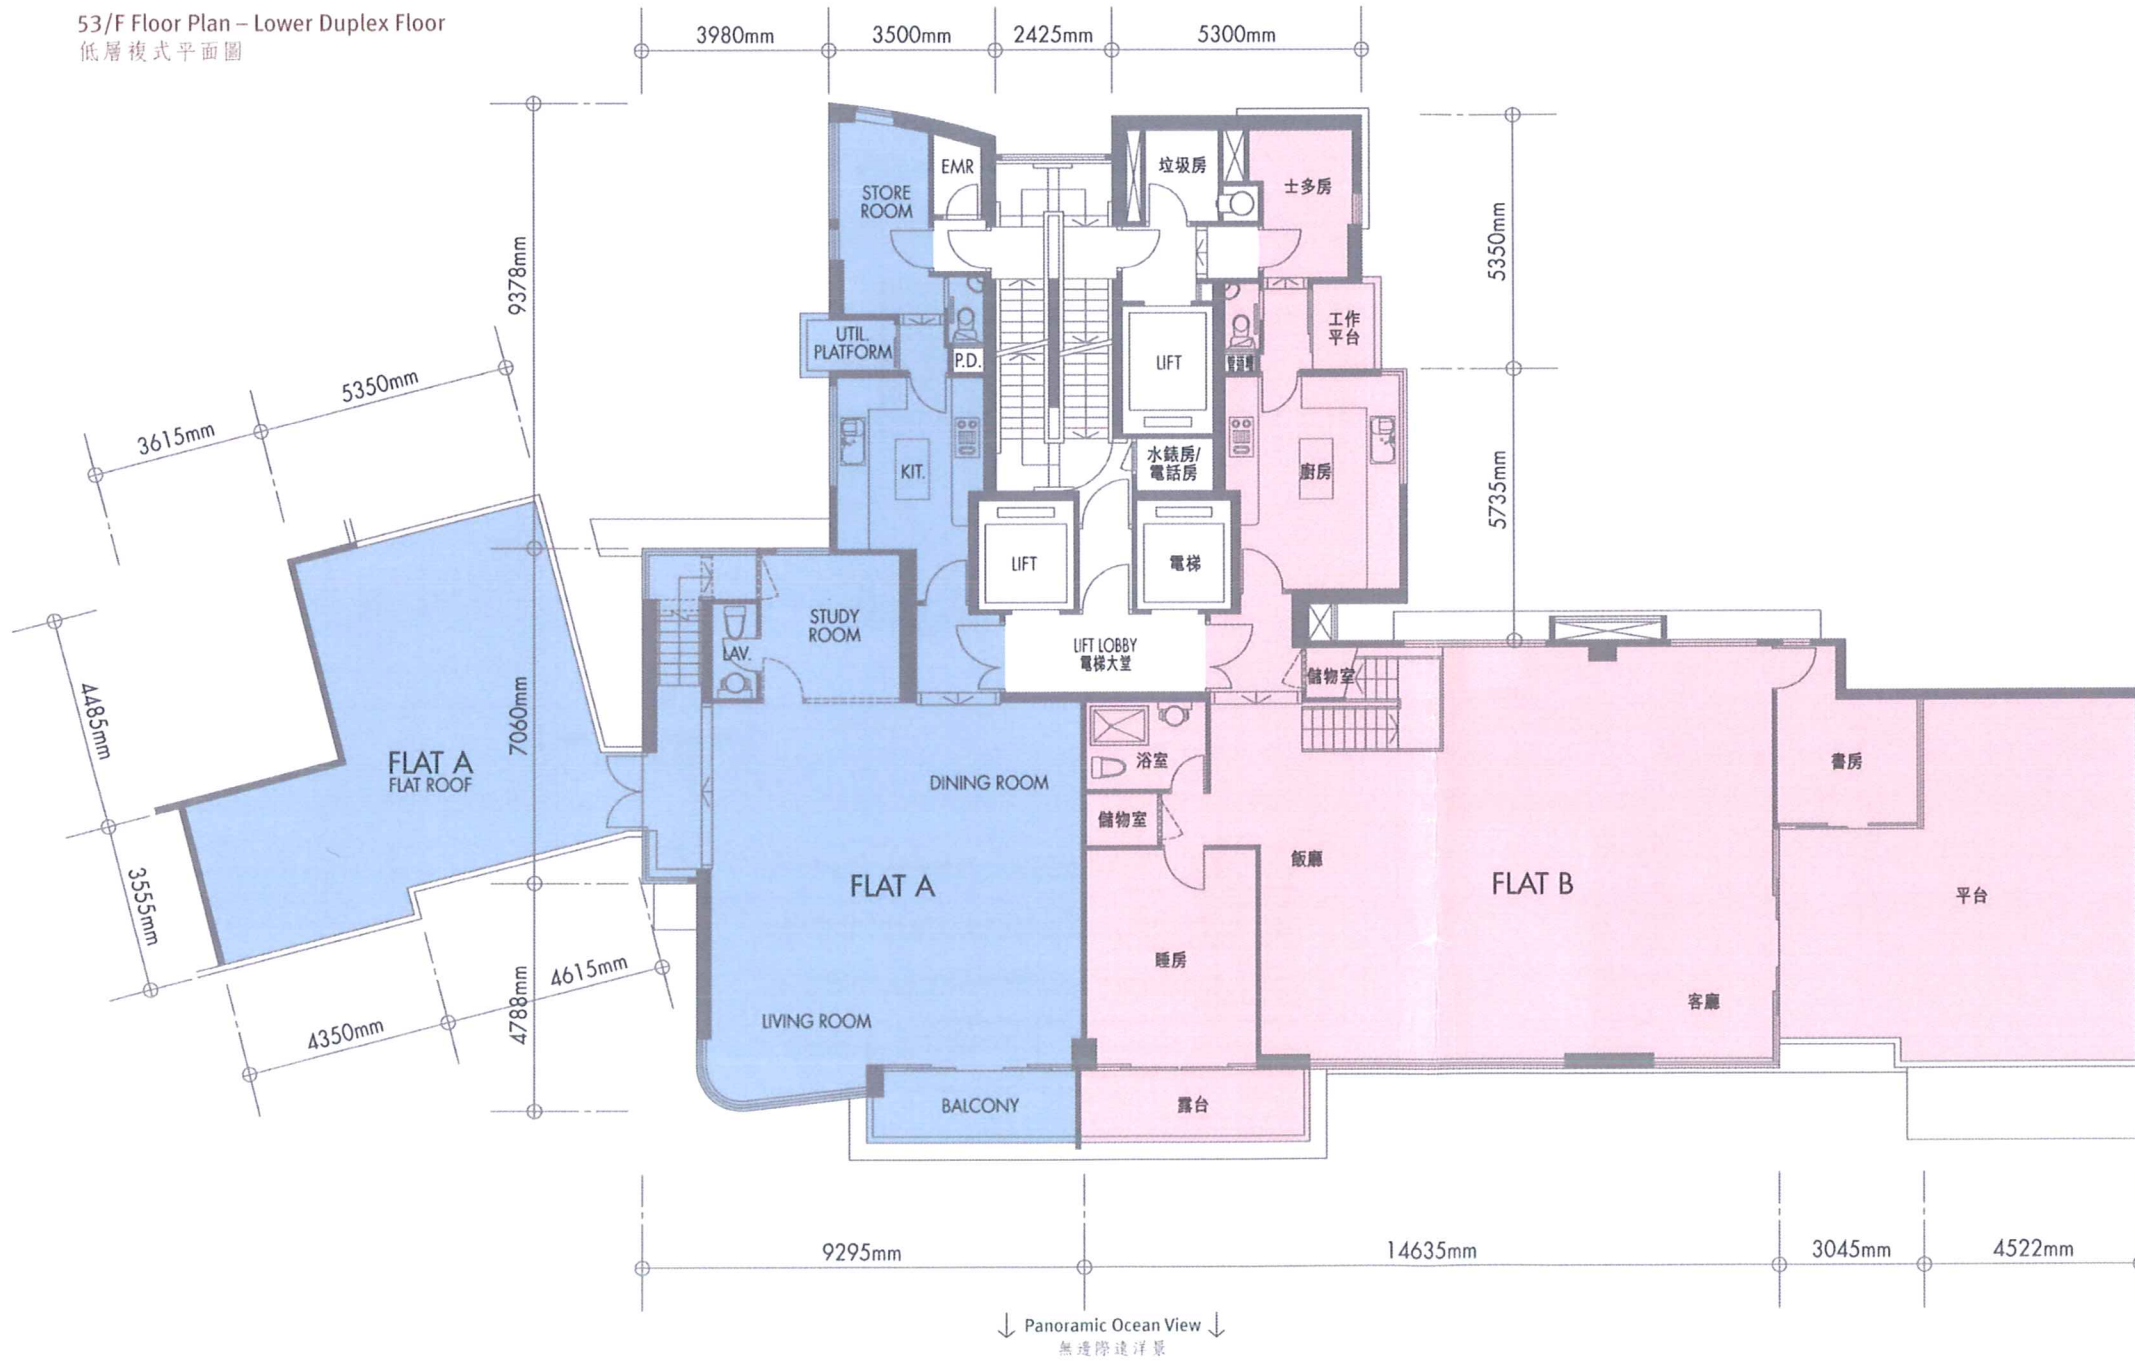 53/F Floor Plan – Lower Duplex Floor
低層複式平面圖
3980mm
3500mm
2425mm
5300mm
9378mm
7060mm
4788mm
5350mm
3615mm
4485mm
3555mm
4350mm
4615mm
5350mm
5735mm
STORE
ROOM
EMR
垃圾房
士多房
UTIL.
PLATFORM
P.D.
LIFT
管道槽
工作
平台
KIT.
水錶房/
電話房
廚房
LIFT
電梯
STUDY
ROOM
LAV.
LIFT LOBBY
電梯大堂
儲物室
FLAT A
FLAT ROOF
DINING ROOM
浴室
書房
儲物室
飯廳
FLAT A
FLAT B
平台
睡房
LIVING ROOM
客廳
BALCONY
露台
9295mm
14635mm
3045mm
4522mm
↓ Panoramic Ocean View ↓
無邊際遠洋景